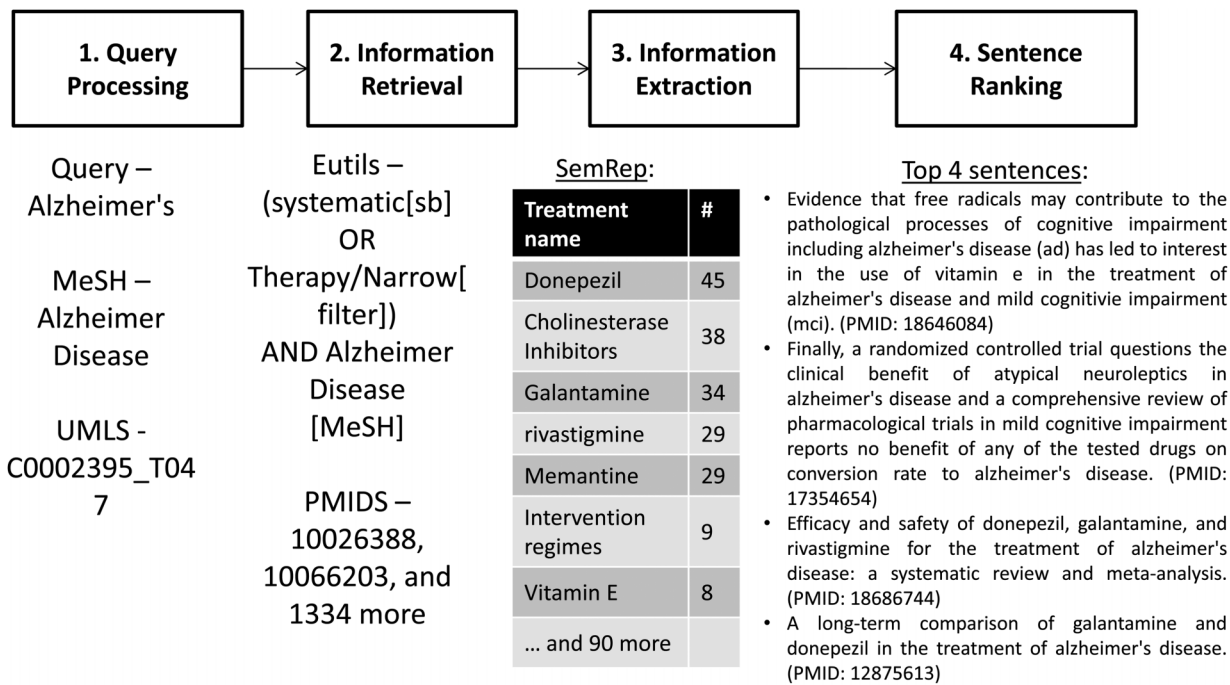 1. Query
Processing
2. Information
Retrieval
3. Information
Extraction
4. Sentence
Ranking
Query –
Alzheimer's
MeSH –
Alzheimer
Disease
UMLS -
C0002395_T04
7
Eutils –
(systematic[sb]
OR
Therapy/Narrow[
filter])
AND Alzheimer
Disease
[MeSH]
PMIDS –
10026388,
10066203, and
1334 more
SemRep:
Treatment #
name
Donepezil 45
Cholinesterase
Inhibitors 38
Galantamine 34
rivastigmine 29
Memantine 29
Intervention
regimes 9
Vitamin E 8
... and 90 more
Top 4 sentences:
• Evidence that free radicals may contribute to the
pathological processes of cognitive impairment
including alzheimer's disease (ad) has led to interest
in the use of vitamin e in the treatment of
alzheimer's disease and mild cognitivie impairment
(mci). (PMID: 18646084)
• Finally, a randomized controlled trial questions the
clinical benefit of atypical neuroleptics in
alzheimer's disease and a comprehensive review of
pharmacological trials in mild cognitive impairment
reports no benefit of any of the tested drugs on
conversion rate to alzheimer's disease. (PMID:
17354654)
• Efficacy and safety of donepezil, galantamine, and
rivastigmine for the treatment of alzheimer's
disease: a systematic review and meta-analysis.
(PMID: 18686744)
• A long-term comparison of galantamine and
donepezil in the treatment of alzheimer's disease.
(PMID: 12875613)